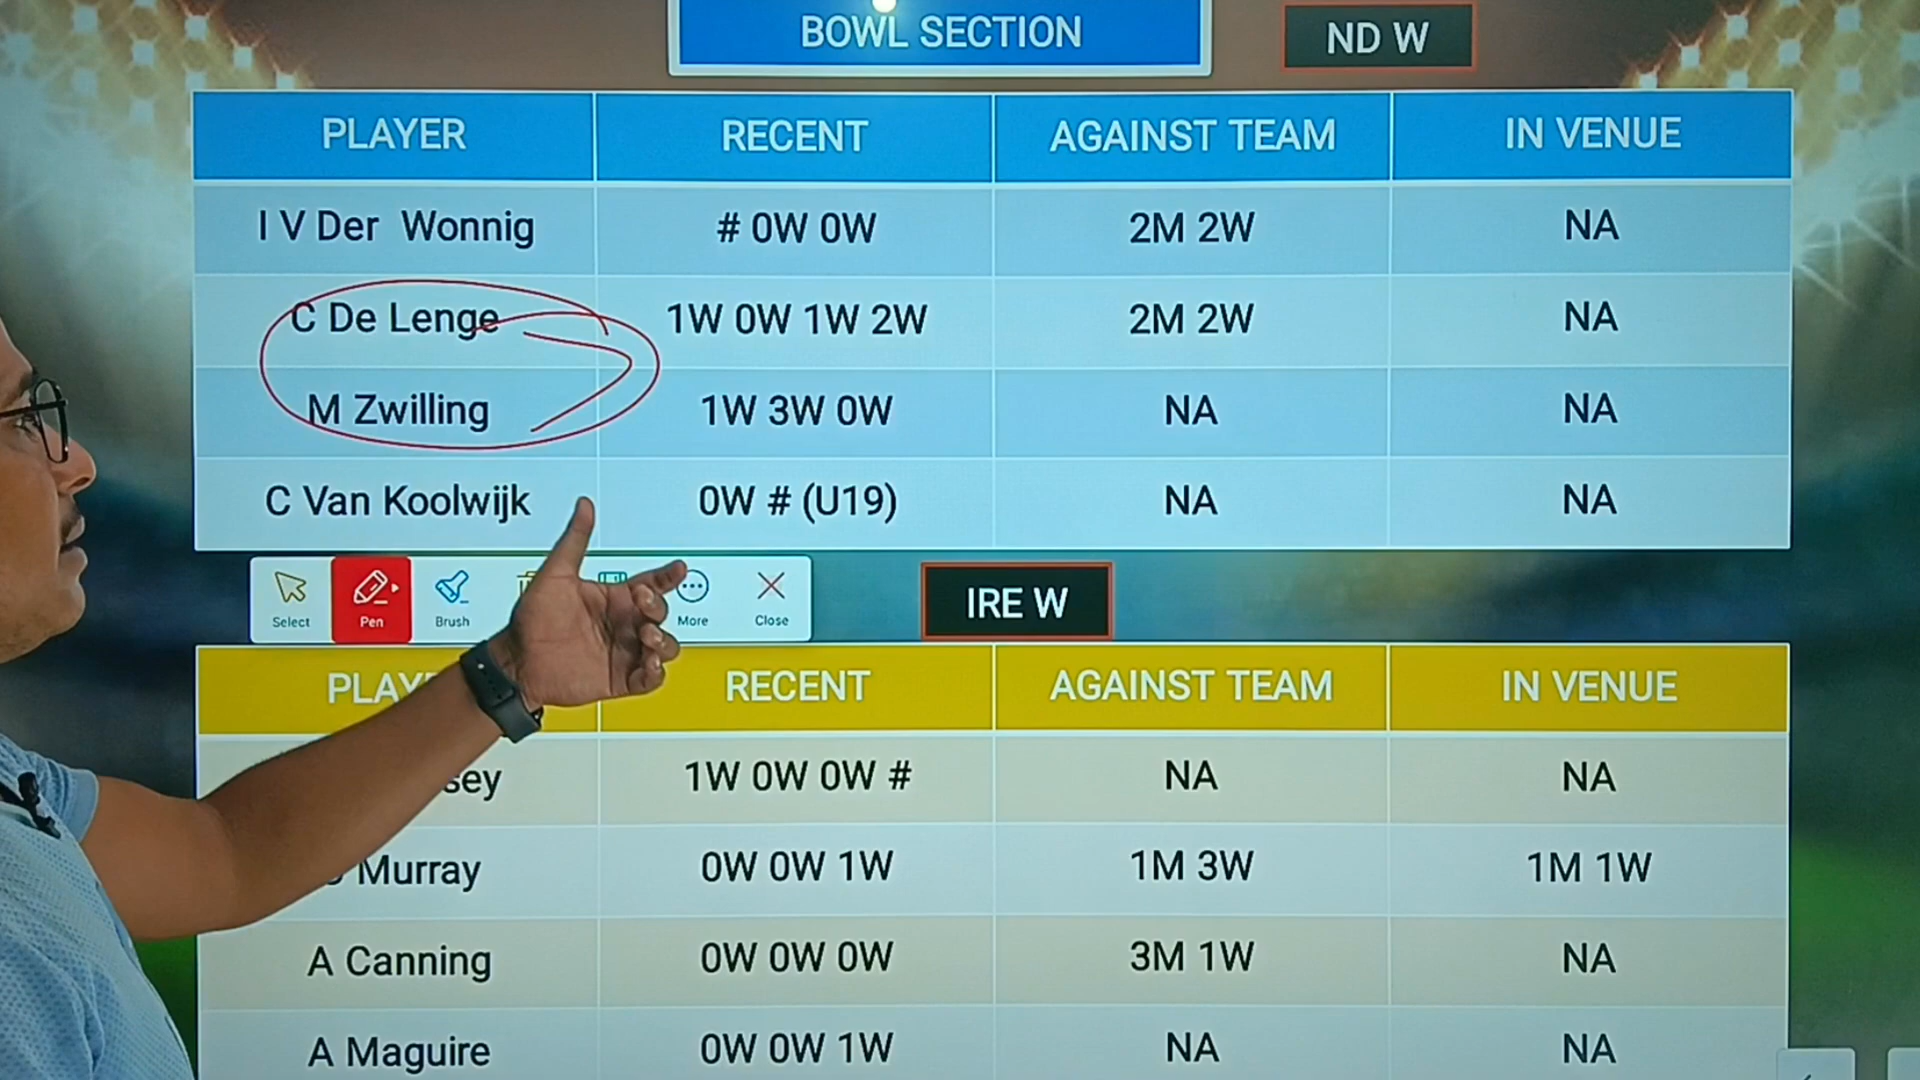 BOWL SECTION
ND W
PLAYER RECENT AGAINST TEAM IN VENUE
I V Der Wonnig # 0W 0W 2M 2W NA
C De Lenge 1W 0W 1W 2W 2M 2W NA
M Zwilling 1W 3W 0W NA NA
C Van Koolwijk 0W # (U19) NA NA
Select Pen Brush More Close
IRE W
RECENT AGAINST TEAM IN VENUE
1W 0W 0W # NA NA
Murray 0W 0W 1W 1M 3W 1M 1W
A Canning 0W 0W 0W 3M 1W NA
A Maguire 0W 0W 1W NA NA